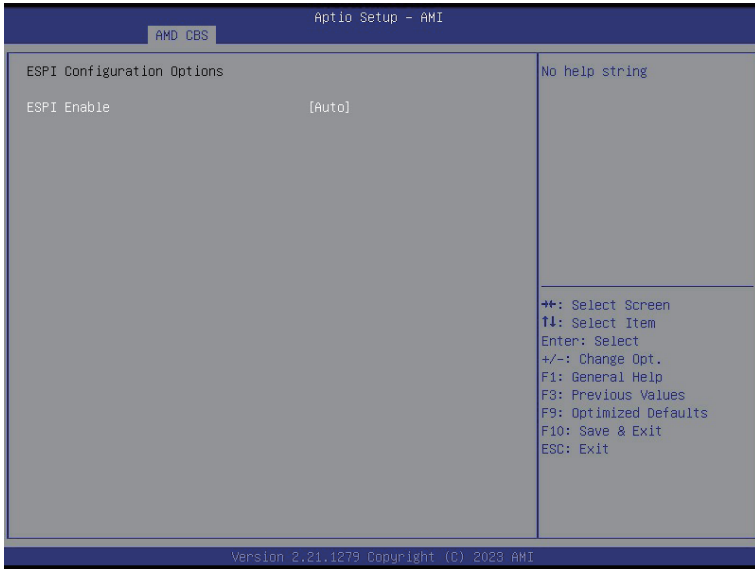 Aptio Setup – AMI
AMD CBS
ESPI Configuration Options
ESPI Enable [Auto]
No help string
→←: Select Screen
↑↓: Select Item
Enter: Select
+/-: Change Opt.
F1: General Help
F3: Previous Values
F9: Optimized Defaults
F10: Save & Exit
ESC: Exit
Version 2.21.1279 Copyright (C) 2023 AMI